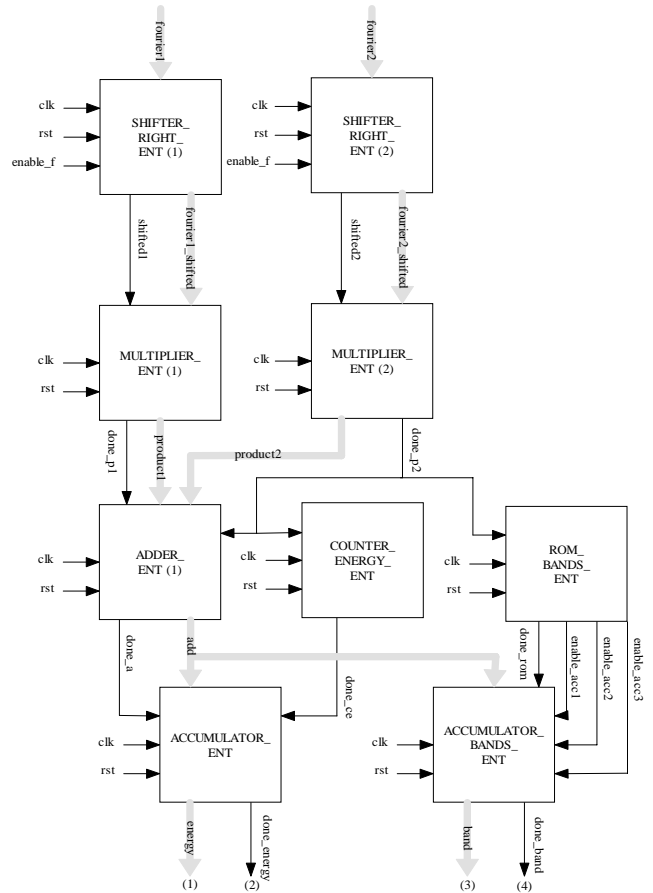 fourier1
fourier2
clk
rst
enable_f
SHIFTER_
RIGHT_
ENT (1)
clk
rst
enable_f
SHIFTER_
RIGHT_
ENT (2)
shifted1
fourier1_shifted
shifted2
fourier2_shifted
clk
rst
MULTIPLIER_
ENT (1)
clk
rst
MULTIPLIER_
ENT (2)
done_p1
product1
product2
done_p2
clk
rst
ADDER_
ENT (1)
clk
rst
COUNTER_
ENERGY_
ENT
clk
rst
ROM_
BANDS_
ENT
done_a
add
done_ce
done_rom
enable_acc1
enable_acc2
enable_acc3
clk
rst
ACCUMULATOR_
ENT
clk
rst
ACCUMULATOR_
BANDS_
ENT
energy
done_energy
band
done_band
(1)
(2)
(3)
(4)